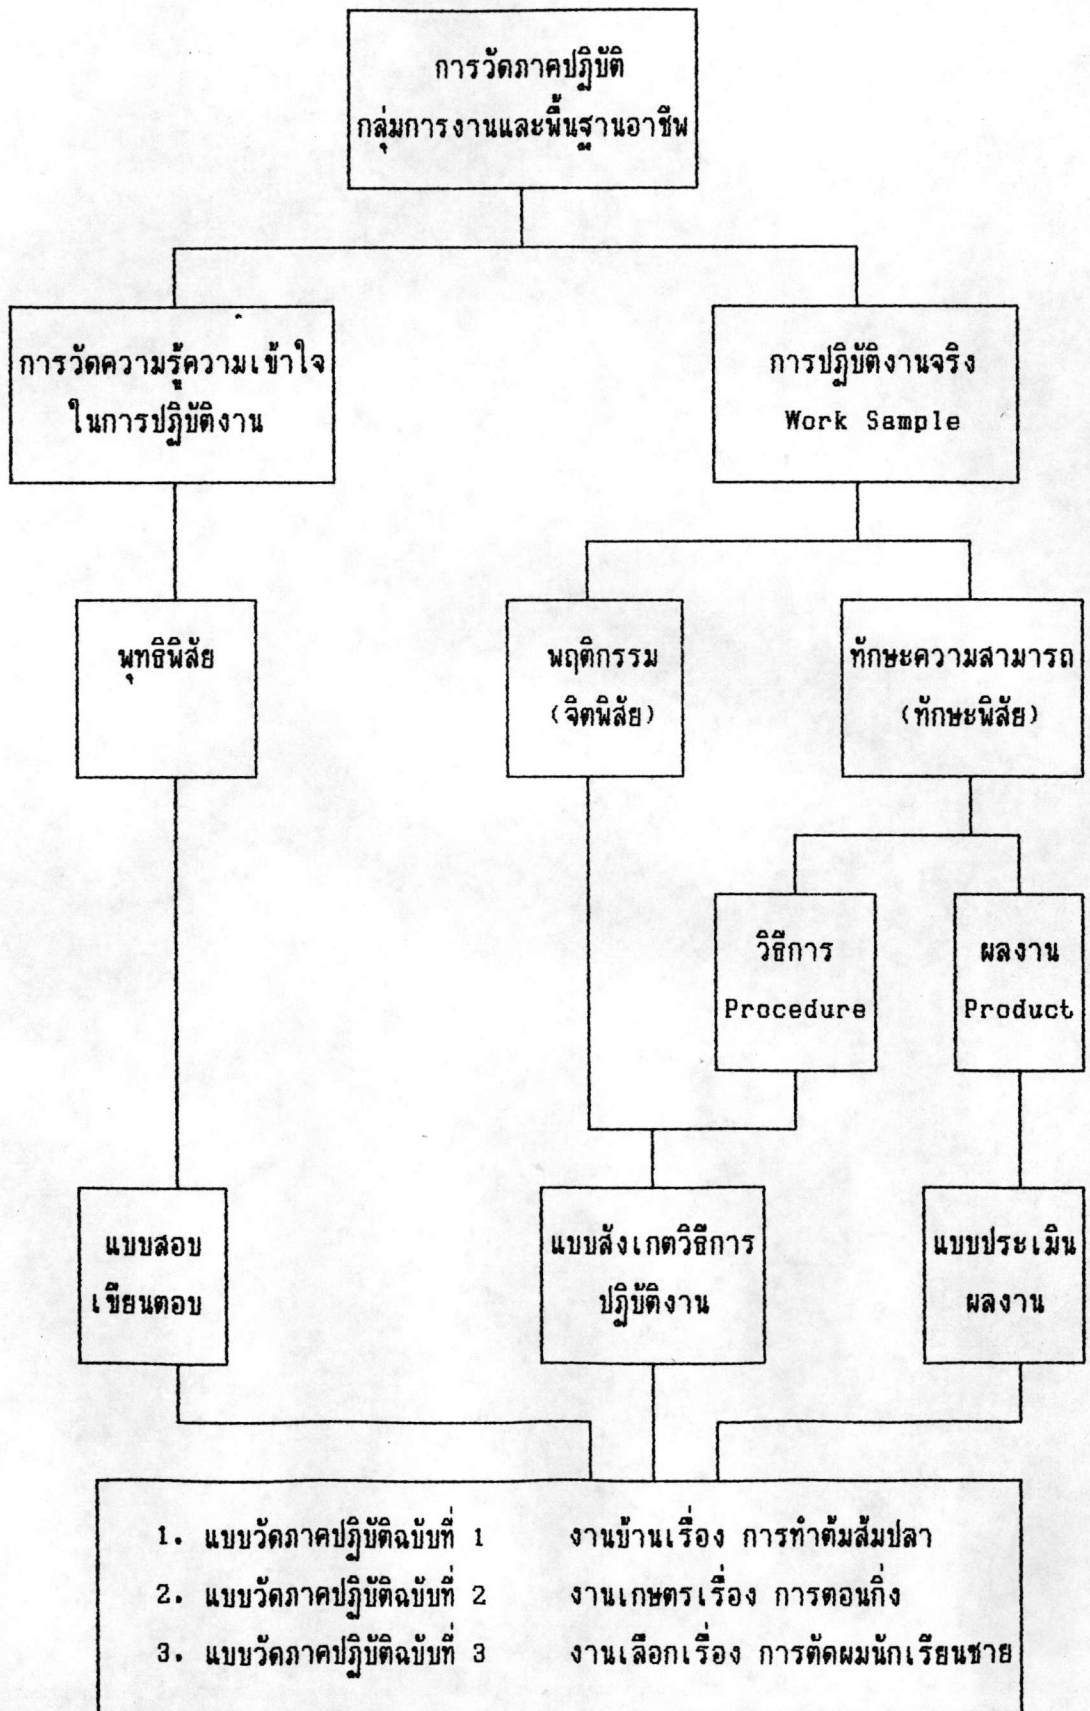 การวัดภาคปฏิบัติ
กลุ่มการงานและพื้นฐานอาชีพ
การวัดความรู้ความเข้าใจ
ในการปฏิบัติงาน
การปฏิบัติงานจริง
Work Sample
พุทธิพิสัย
พฤติกรรม
(จิตพิสัย)
ทักษะความสามารถ
(ทักษะพิสัย)
วิธีการ
Procedure
ผลงาน
Product
แบบสอบ
เขียนตอบ
แบบสังเกตวิธีการ
ปฏิบัติงาน
แบบประเมิน
ผลงาน
1. แบบวัดภาคปฏิบัติฉบับที่ 1 งานบ้านเรื่อง การทำต้มส้มปลา
2. แบบวัดภาคปฏิบัติฉบับที่ 2 งานเกษตรเรื่อง การตอนกิ่ง
3. แบบวัดภาคปฏิบัติฉบับที่ 3 งานเลือกเรื่อง การตัดผมนักเรียนชาย